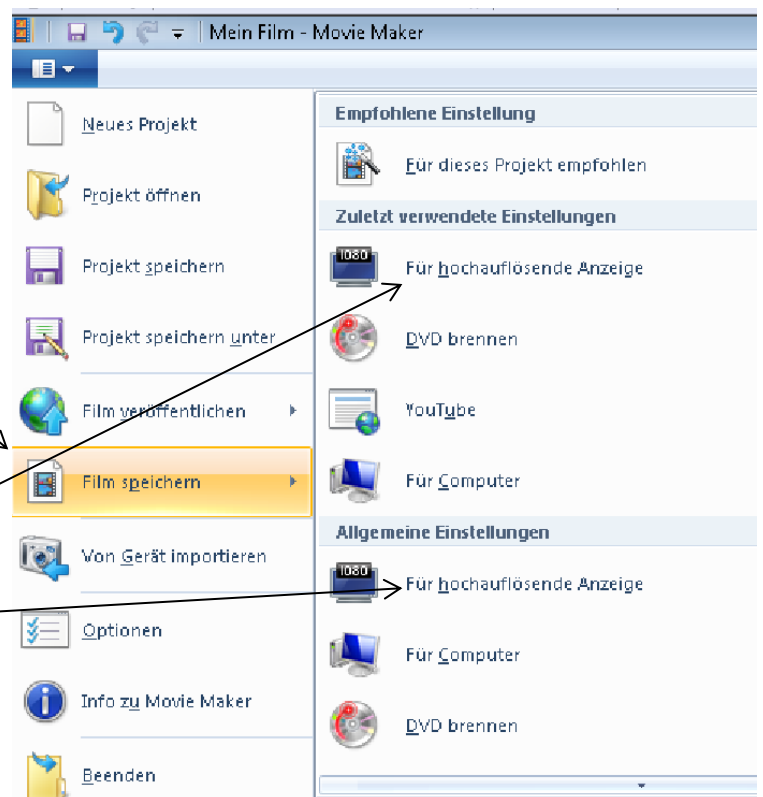 Mein Film - Movie Maker
Neues Projekt
Projekt öffnen
Projekt speichern
Projekt speichern unter
Film veröffentlichen
Film speichern
Von Gerät importieren
Optionen
Info zu Movie Maker
Beenden
Empfohlene Einstellung
Für dieses Projekt empfohlen
Zuletzt verwendete Einstellungen
1080
Für hochauflösende Anzeige
DVD brennen
YouTube
Für Computer
Allgemeine Einstellungen
1080
Für hochauflösende Anzeige
Für Computer
DVD brennen